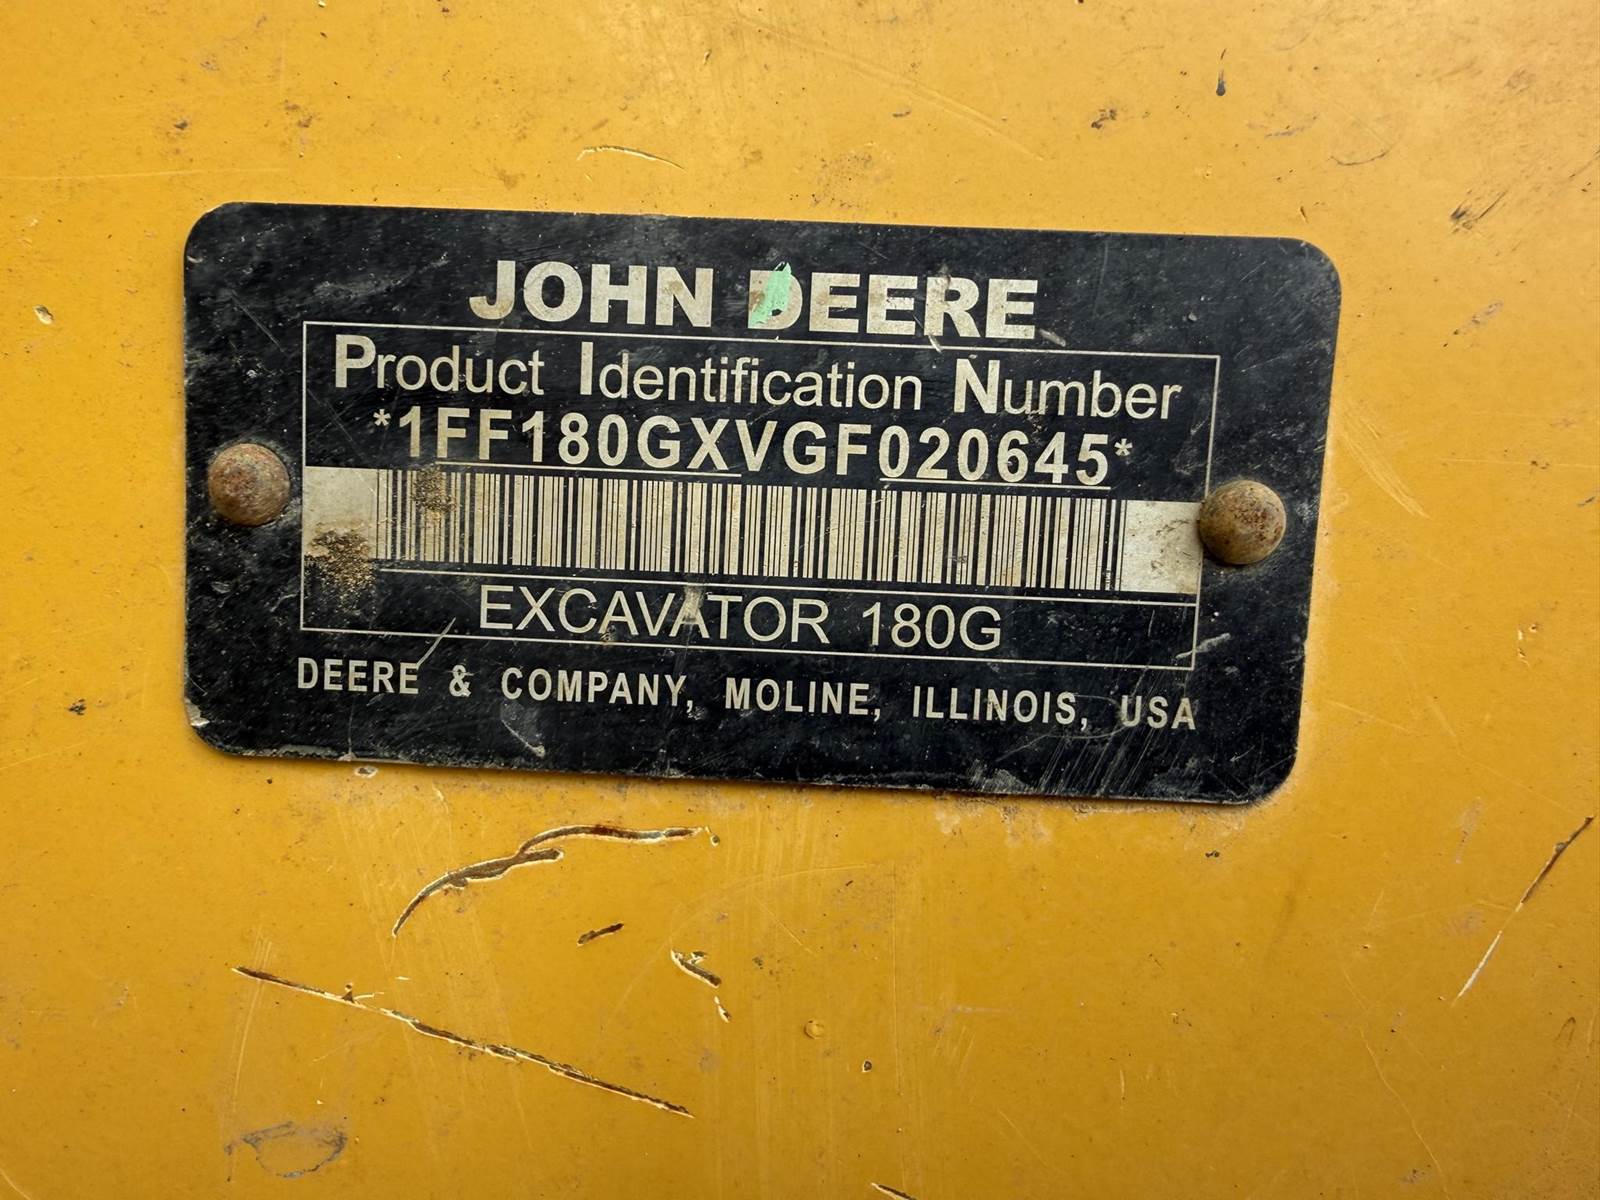 JOHN DEERE
Product Identification Number
*1FF180GXVGF020645*
EXCAVATOR 180G
DEERE & COMPANY, MOLINE, ILLINOIS, USA